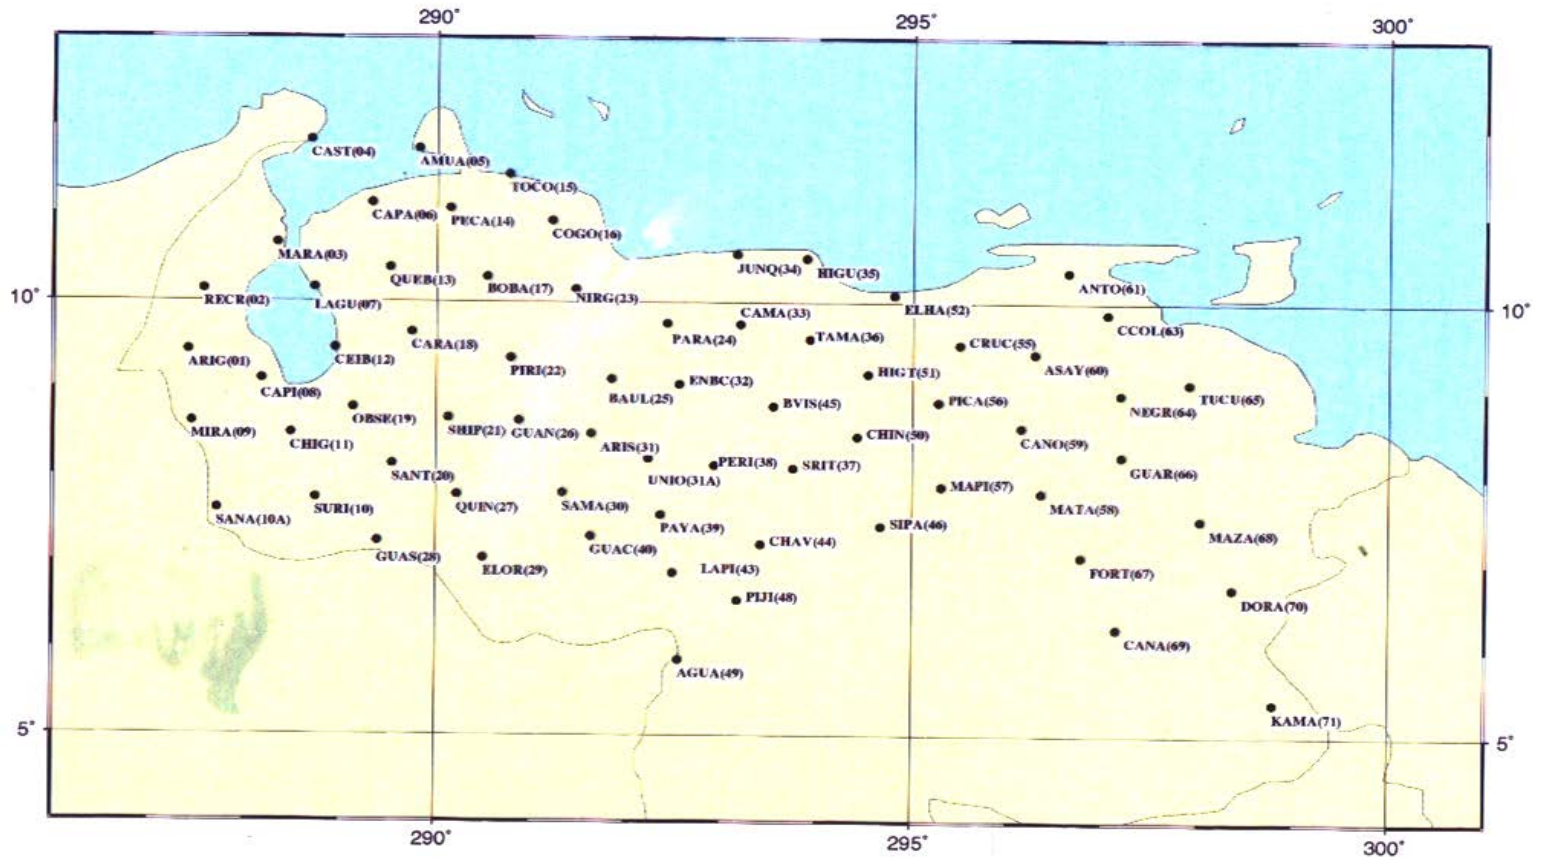 290° 295° 300°
CAST(04)
AMUA(05)
TOCO(15)
CAPA(06)
PECA(14)
COGO(16)
MARA(03)
JUNQ(34)
HIGU(35)
QUEB(13)
BOBA(17)
NIRG(23)
ANTO(61)
RECR(02)
LAGU(07)
10°
ELHA(52)
10°
CAMA(33)
CCOL(63)
PARA(24)
TAMA(36)
CARA(18)
CRUC(55)
ARIG(01)
CEIB(12)
PIRI(22)
HIGT(51)
ASAY(60)
CAPI(08)
ENBC(32)
BAUL(25)
BVIS(45)
PICA(56)
NEGR(64)
TUCU(65)
OBSE(19)
MIRA(09)
CHIG(11)
SHIP(21)
GUAN(26)
ARIS(31)
CHIN(50)
CANO(59)
SANT(20)
UNIO(31A)
PERI(38)
SRIT(37)
GUAR(66)
SANA(10A)
SURI(10)
QUIN(27)
SAMA(30)
MAPI(57)
MATA(58)
PAYA(39)
SIPA(46)
MAZA(68)
GUAS(28)
ELOR(29)
GUAC(40)
CHAV(44)
LAPI(43)
FORT(67)
PIJI(48)
DORA(70)
CANA(69)
AGUA(49)
KAMA(71)
5°
5°
290° 295° 300°